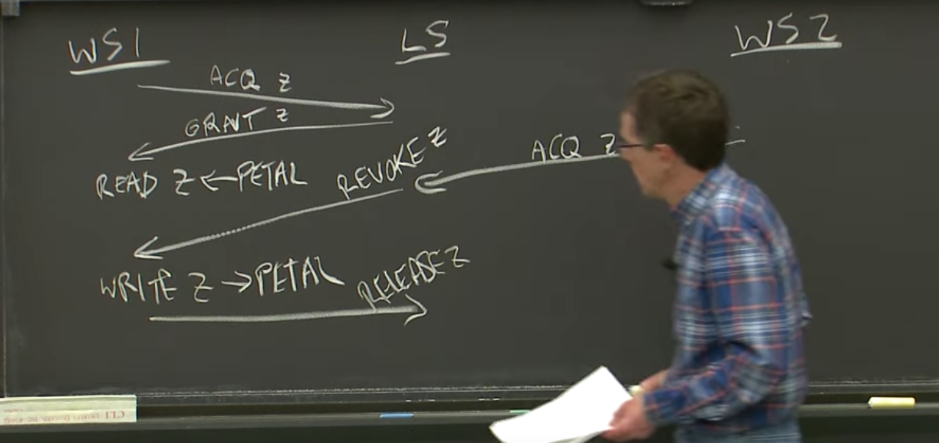 WS1 LS WS2
ACQ Z
GRANT Z
ACQ Z
READ Z ← PETAL
REVOKE Z
WRITE Z → PETAL
RELEASE Z